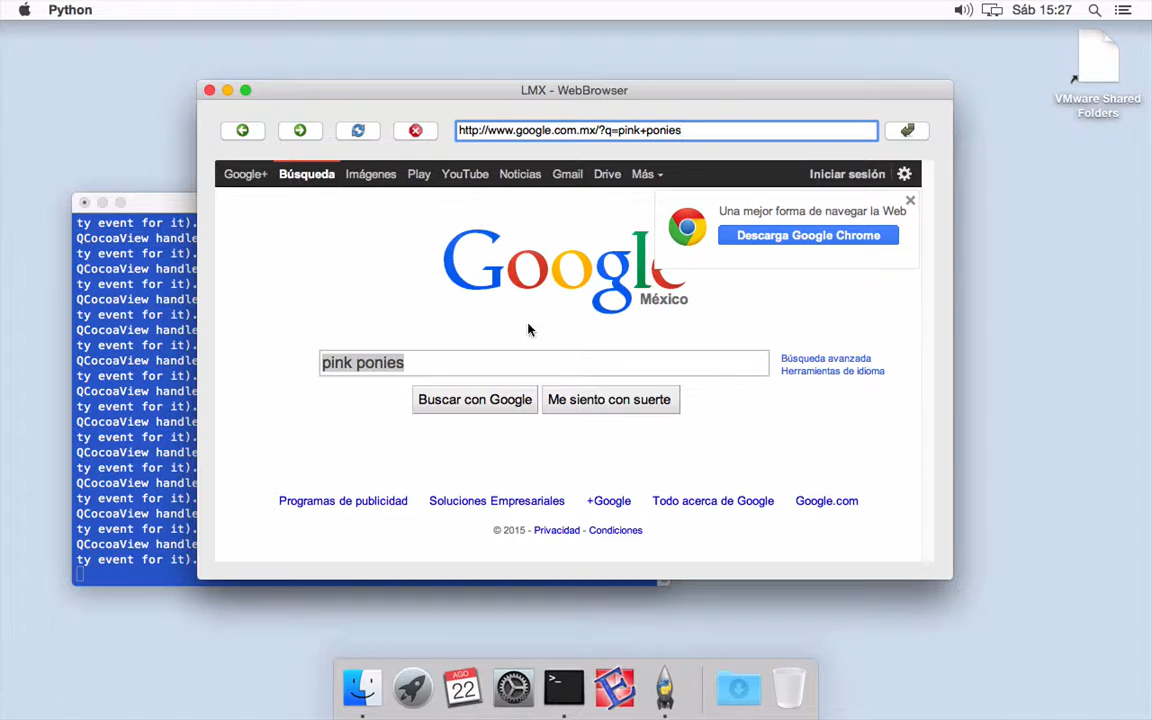 Python
Sáb 15:27
VMware Shared
Folders
LMX - WebBrowser
http://www.google.com.mx/?q=pink+ponies
Google+ Búsqueda Imágenes Play YouTube Noticias Gmail Drive Más Iniciar sesión
Una mejor forma de navegar la Web
Descarga Google Chrome
Google
México
pink ponies
Búsqueda avanzada
Herramientas de idioma
Buscar con Google Me siento con suerte
Programas de publicidad Soluciones Empresariales +Google Todo acerca de Google Google.com
© 2015 - Privacidad - Condiciones
ty event for it).
QCocoaView handle
ty event for it).
QCocoaView handle
ty event for it).
QCocoaView handle
ty event for it).
QCocoaView handle
ty event for it).
QCocoaView handle
ty event for it).
QCocoaView handle
ty event for it).
QCocoaView handle
ty event for it).
QCocoaView handle
ty event for it).
QCocoaView handle
ty event for it).
QCocoaView handle
ty event for it).
QCocoaView handle
ty event for it).
AGO
22
>_